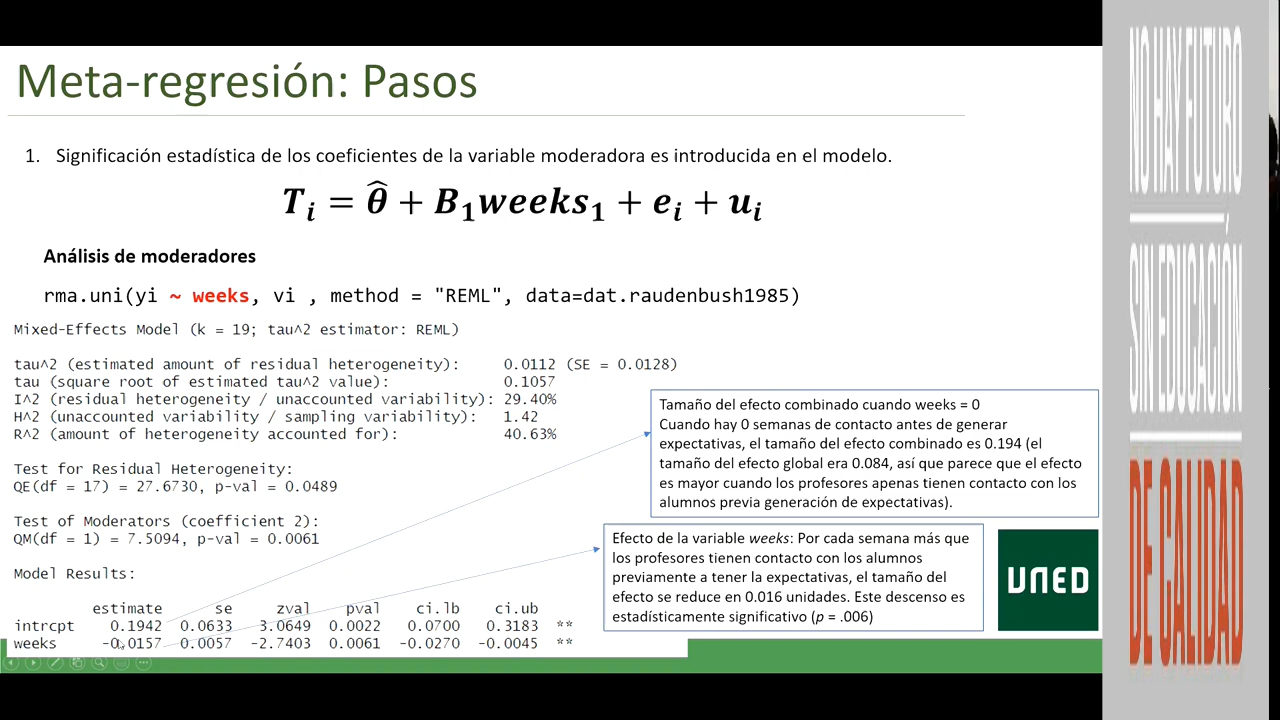 Meta-regresión: Pasos
1. Significación estadística de los coeficientes de la variable moderadora es introducida en el modelo.
T_i = θ̂ + B_1weeks_1 + e_i + u_i
Análisis de moderadores
rma.uni(yi ~ weeks, vi , method = "REML", data=dat.raudenbush1985)
Mixed-Effects Model (k = 19; tau^2 estimator: REML)
tau^2 (estimated amount of residual heterogeneity): 0.0112 (SE = 0.0128)
tau (square root of estimated tau^2 value): 0.1057
I^2 (residual heterogeneity / unaccounted variability): 29.40%
H^2 (unaccounted variability / sampling variability): 1.42
R^2 (amount of heterogeneity accounted for): 40.63%
Test for Residual Heterogeneity:
QE(df = 17) = 27.6730, p-val = 0.0489
Test of Moderators (coefficient 2):
QM(df = 1) = 7.5094, p-val = 0.0061
Model Results:
estimate se zval pval ci.lb ci.ub
intrcpt 0.1942 0.0633 3.0649 0.0022 0.0700 0.3183 **
weeks -0.0157 0.0057 -2.7403 0.0061 -0.0270 -0.0045 **
Tamaño del efecto combinado cuando weeks = 0
Cuando hay 0 semanas de contacto antes de generar
expectativas, el tamaño del efecto combinado es 0.194 (el
tamaño del efecto global era 0.084, así que parece que el efecto
es mayor cuando los profesores apenas tienen contacto con los
alumnos previa generación de expectativas).
Efecto de la variable weeks: Por cada semana más que
los profesores tienen contacto con los alumnos
previamente a tener la expectativas, el tamaño del
efecto se reduce en 0.016 unidades. Este descenso es
estadísticamente significativo (p = .006)
UNED
NO HAY FUTURO
SIN EDUCACIÓN
DE CALIDAD